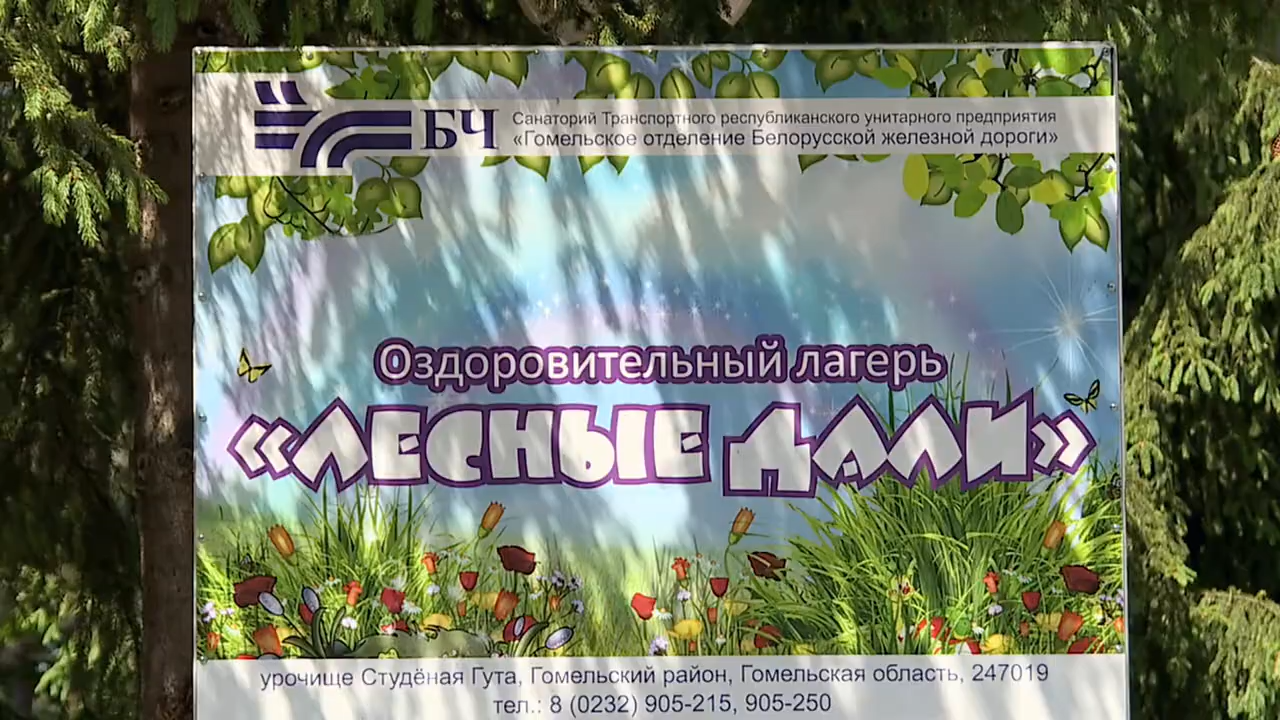 БЧ
Санаторий Транспортного республиканского унитарного предприятия
«Гомельское отделение Белорусской железной дороги»
Оздоровительный лагерь
«ЛЕСНЫЕ ДАЛИ»
урочище Студёная Гута, Гомельский район, Гомельская область, 247019
тел.: 8 (0232) 905-215, 905-250